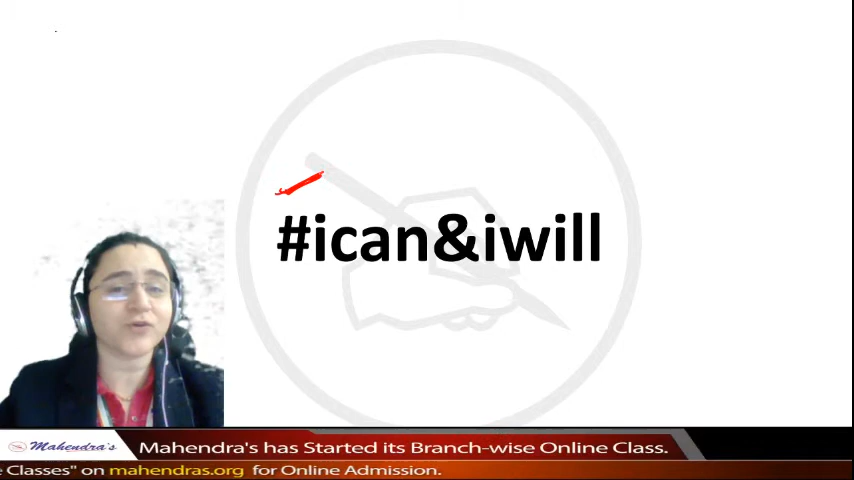 #ican&iwill
Mahendra's Mahendra's has Started its Branch-wise Online Class.
Classes" on mahendras.org for Online Admission.